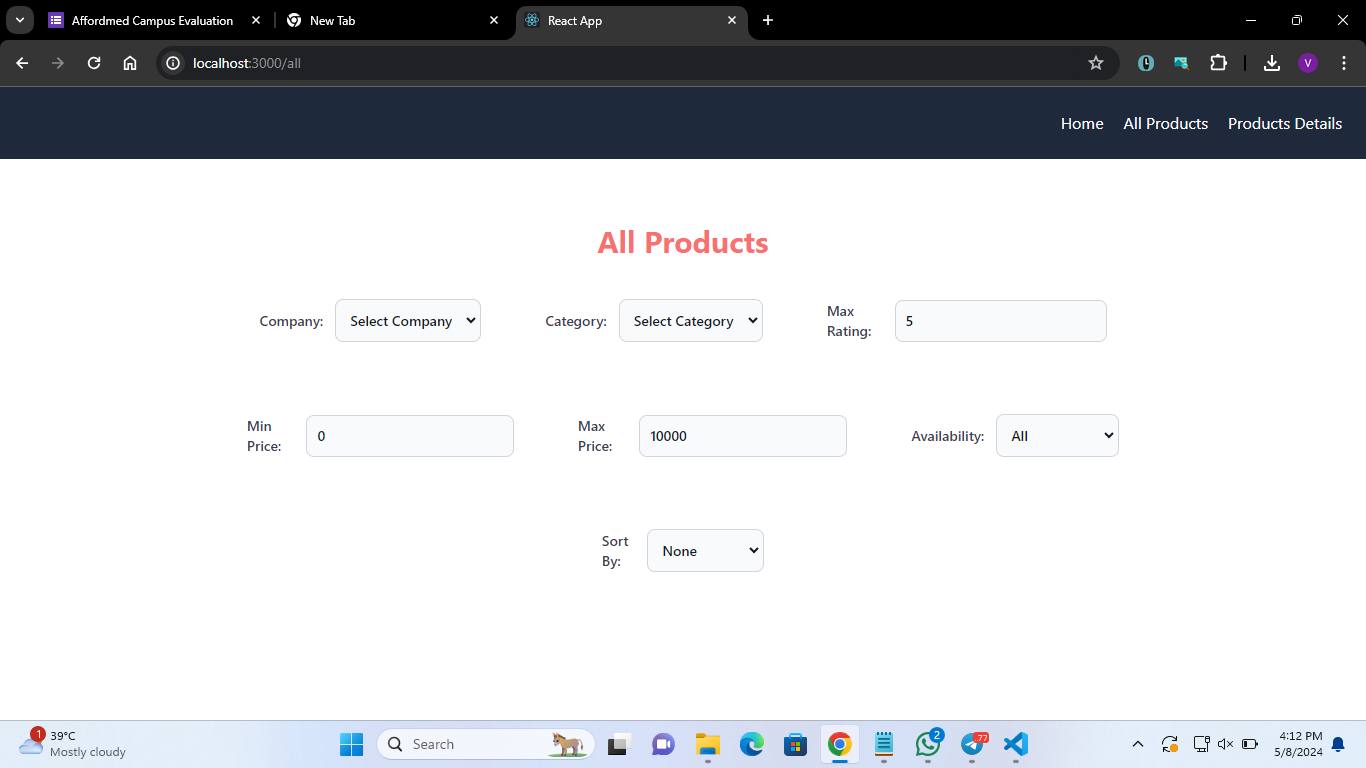 Affordmed Campus Evaluation
New Tab
React App
localhost:3000/all
V
Home
All Products
Products Details
All Products
Company:
Select Company
Category:
Select Category
Max
Rating:
5
Min
Price:
0
Max
Price:
10000
Availability:
All
Sort
By:
None
1
39°C
Mostly cloudy
Search
2
77
4:12 PM
5/8/2024